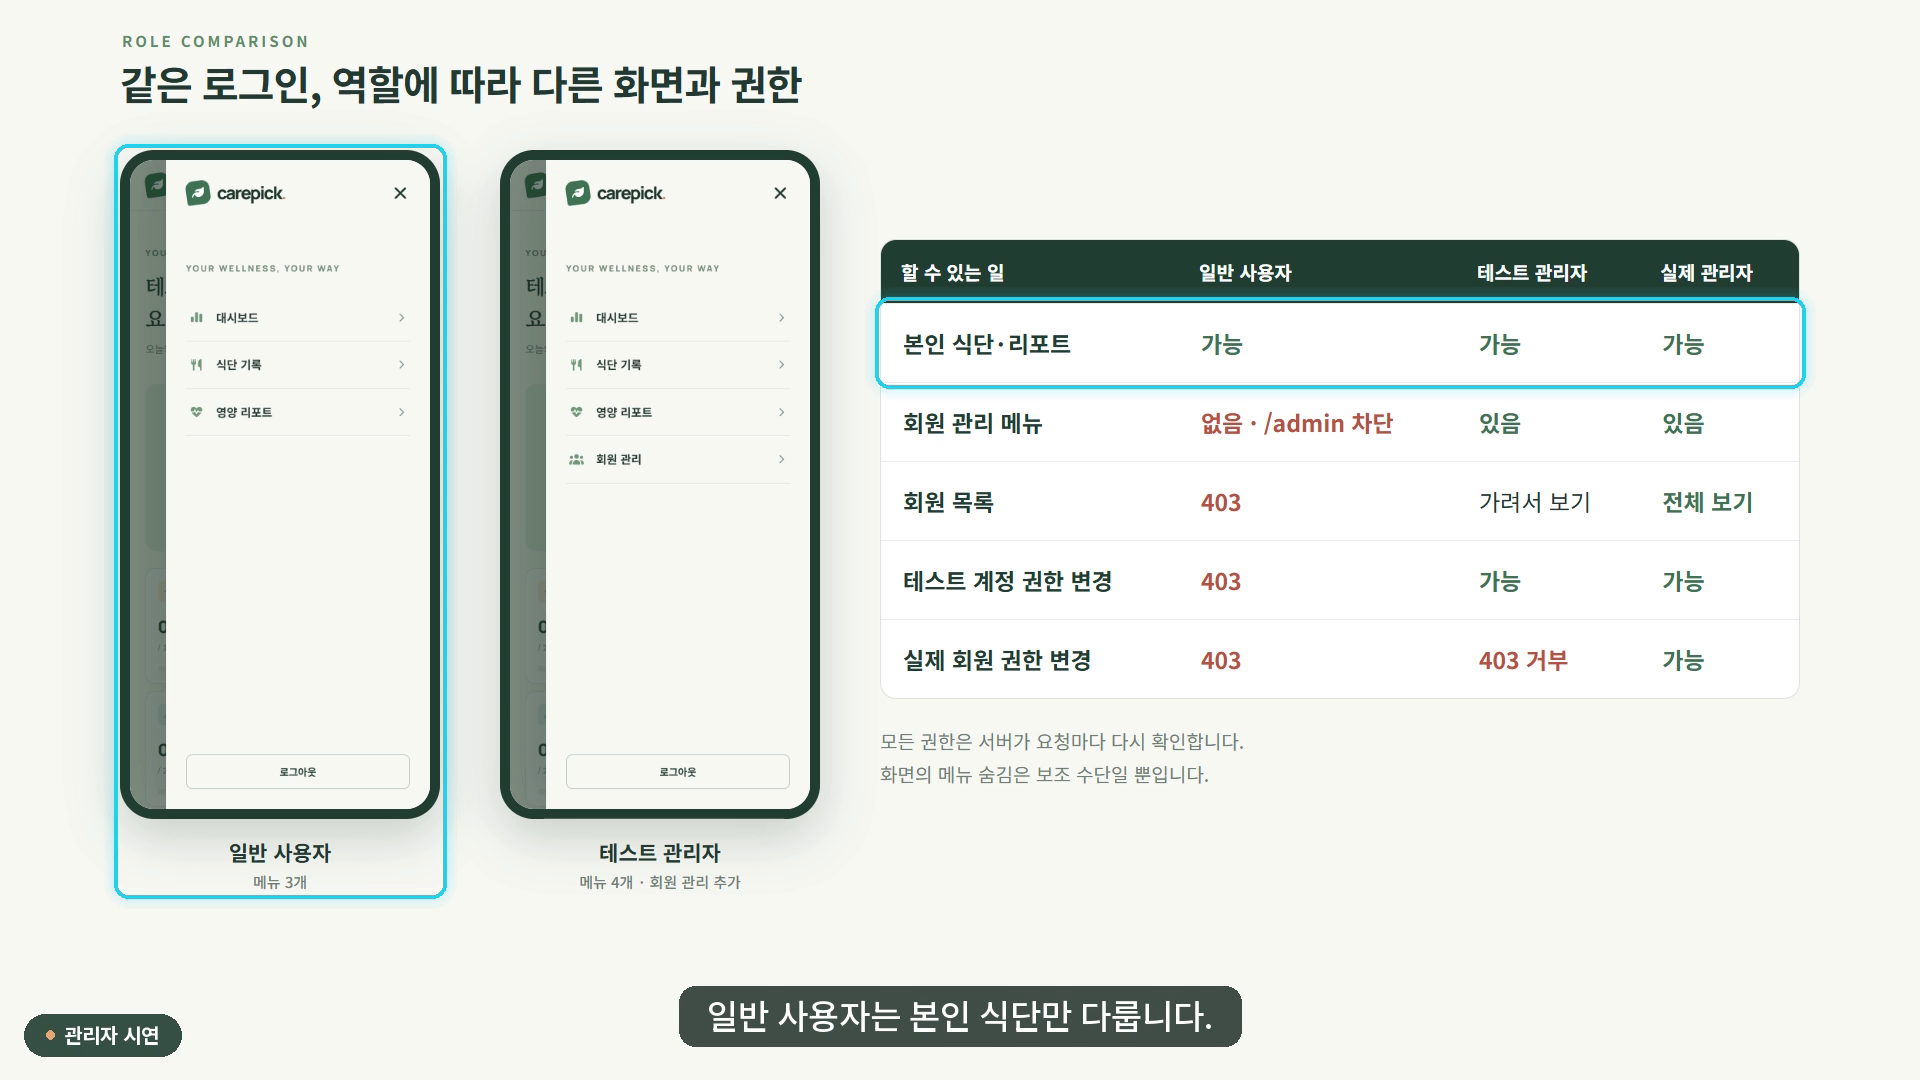 ROLE COMPARISON
같은 로그인, 역할에 따라 다른 화면과 권한
carepick.
YOUR WELLNESS, YOUR WAY
대시보드
식단 기록
영양 리포트
로그아웃
일반 사용자
메뉴 3개
carepick.
YOUR WELLNESS, YOUR WAY
대시보드
식단 기록
영양 리포트
회원 관리
로그아웃
테스트 관리자
메뉴 4개 · 회원 관리 추가
할 수 있는 일 일반 사용자 테스트 관리자 실제 관리자
본인 식단·리포트 가능 가능 가능
회원 관리 메뉴 없음 · /admin 차단 있음 있음
회원 목록 403 가려서 보기 전체 보기
테스트 계정 권한 변경 403 가능 가능
실제 회원 권한 변경 403 403 거부 가능
모든 권한은 서버가 요청마다 다시 확인합니다.
화면의 메뉴 숨김은 보조 수단일 뿐입니다.
일반 사용자는 본인 식단만 다룹니다.
관리자 시연